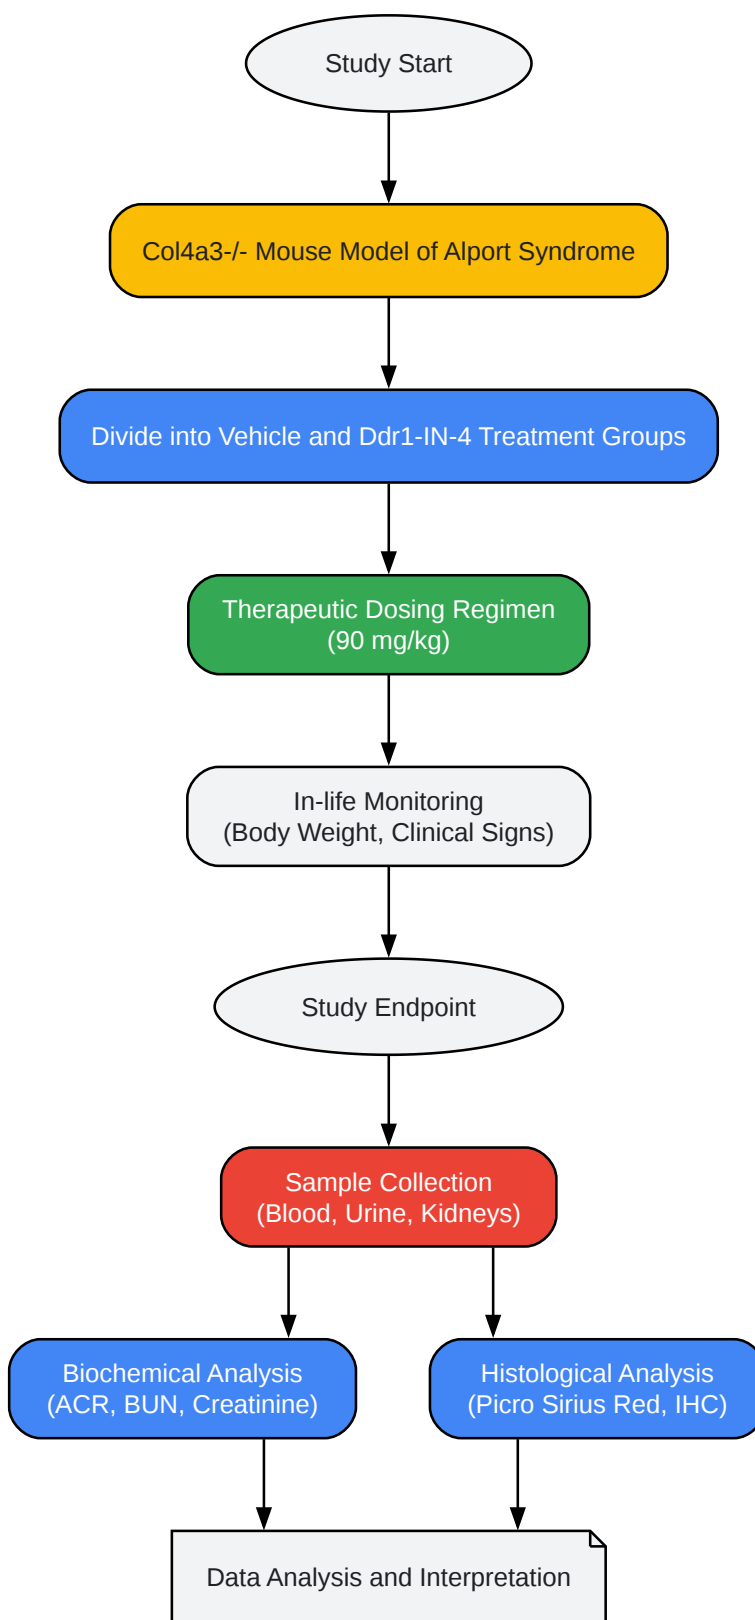 Study Start
Col4a3-/- Mouse Model of Alport Syndrome
Divide into Vehicle and Ddr1-IN-4 Treatment Groups
Therapeutic Dosing Regimen
(90 mg/kg)
In-life Monitoring
(Body Weight, Clinical Signs)
Study Endpoint
Sample Collection
(Blood, Urine, Kidneys)
Biochemical Analysis
(ACR, BUN, Creatinine)
Histological Analysis
(Picro Sirius Red, IHC)
Data Analysis and Interpretation